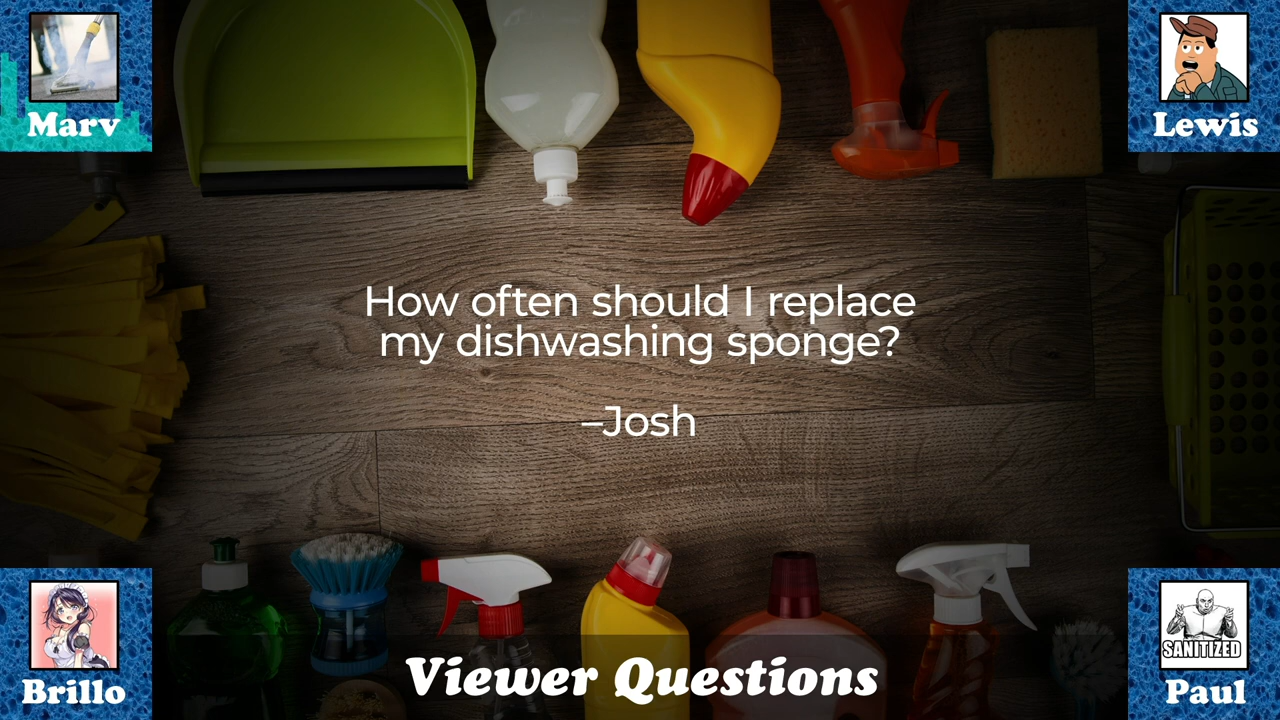 Marv
Lewis
How often should I replace
my dishwashing sponge?
–Josh
Brillo
SANITIZED
Paul
Viewer Questions